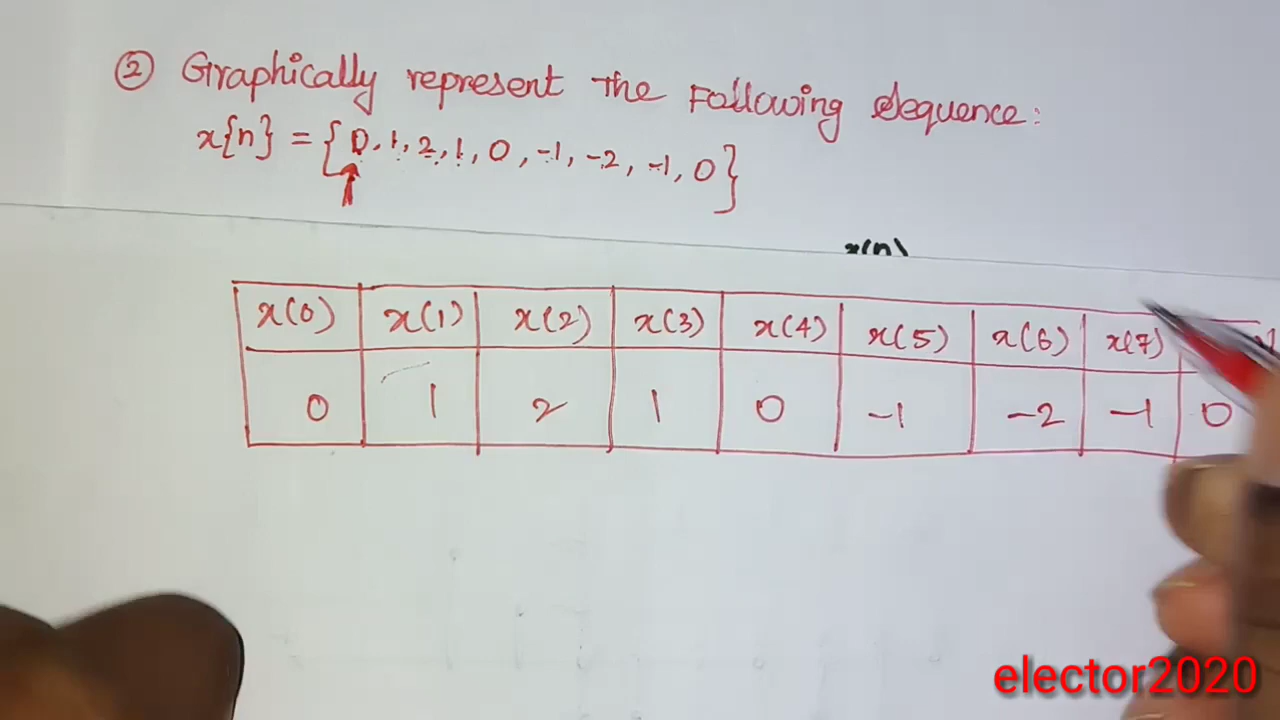 ② Graphically represent the Following Sequence:
x{n} = { 0, 1, 2, 1, 0, -1, -2, -1, 0 }
↑
x(n)
x(0) x(1) x(2) x(3) x(4) x(5) x(6) x(7)
0 1 2 1 0 -1 -2 -1 0
elector2020